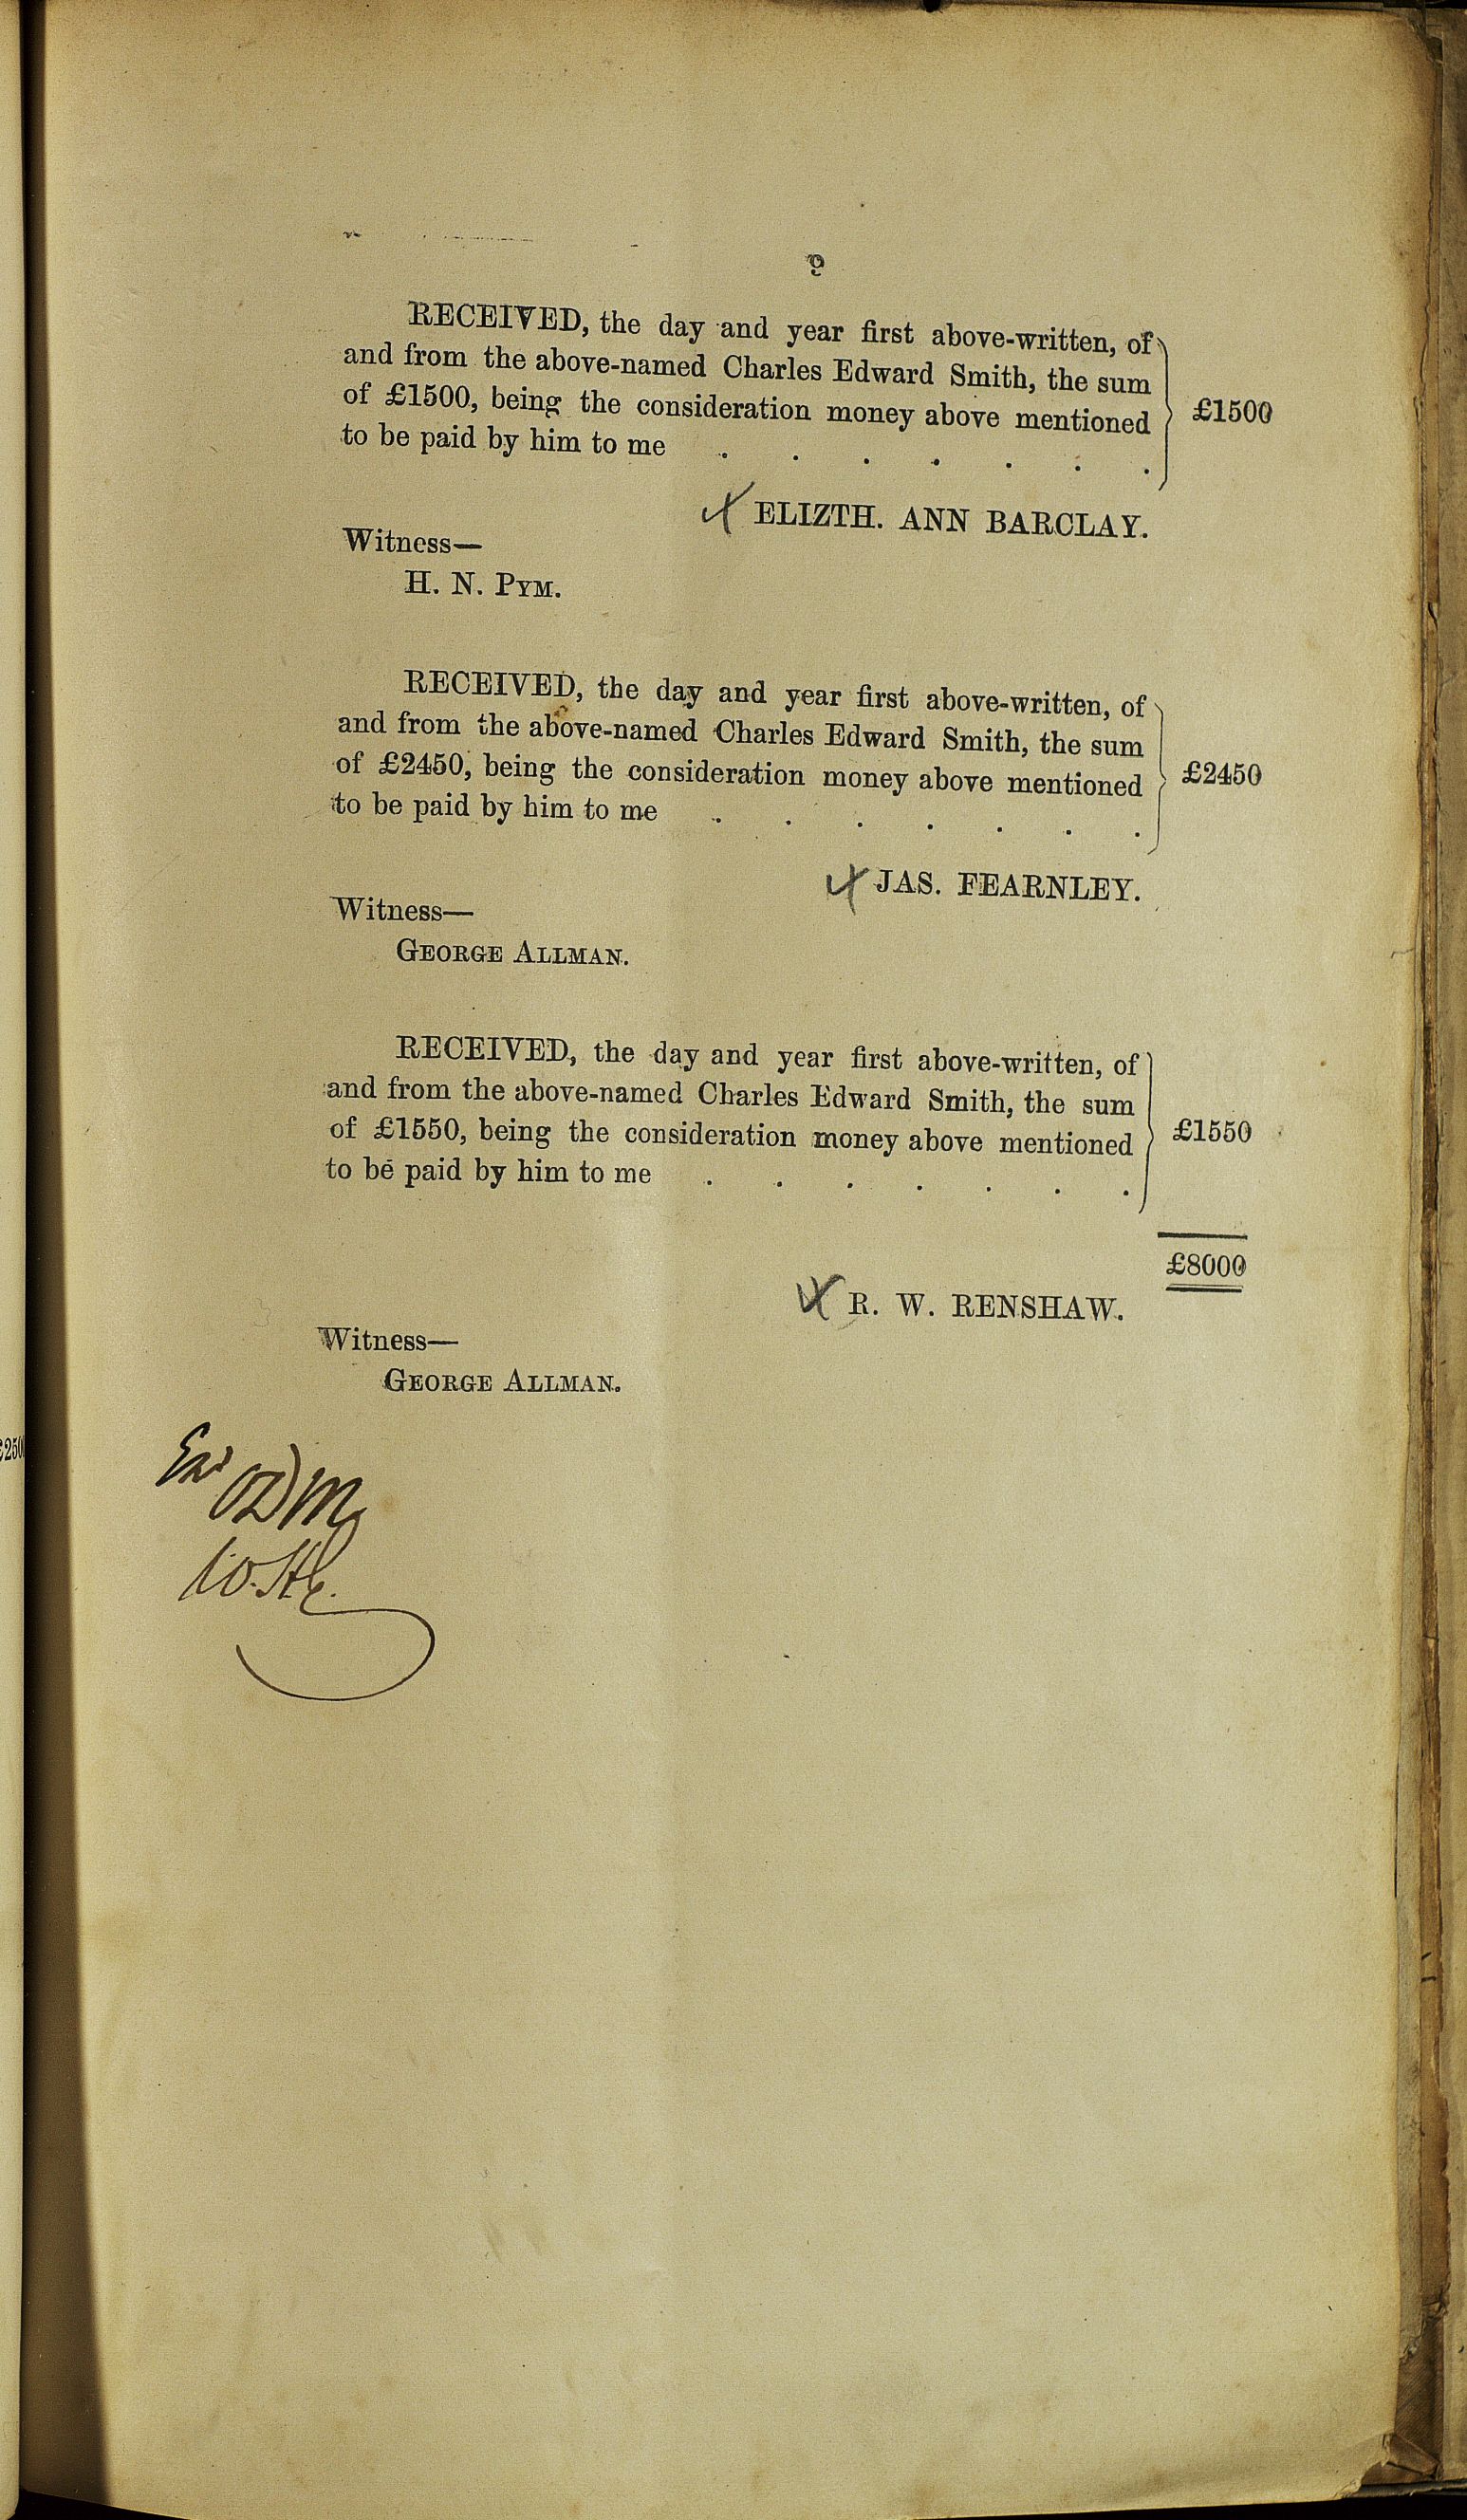 9
RECEIVED, the day and year first above-written, of
and from the above-named Charles Edward Smith, the sum
of £1500, being the consideration money above mentioned
to be paid by him to me . . . . . . .
£1500
ELIZTH. ANN BARCLAY.
Witness—
H. N. PYM.
RECEIVED, the day and year first above-written, of
and from the above-named Charles Edward Smith, the sum
of £2450, being the consideration money above mentioned
to be paid by him to me . . . . . . .
£2450
JAS. FEARNLEY.
Witness—
GEORGE ALLMAN.
RECEIVED, the day and year first above-written, of
and from the above-named Charles Edward Smith, the sum
of £1550, being the consideration money above mentioned
to be paid by him to me . . . . . . .
£1550
£8000
R. W. RENSHAW.
Witness—
GEORGE ALLMAN.